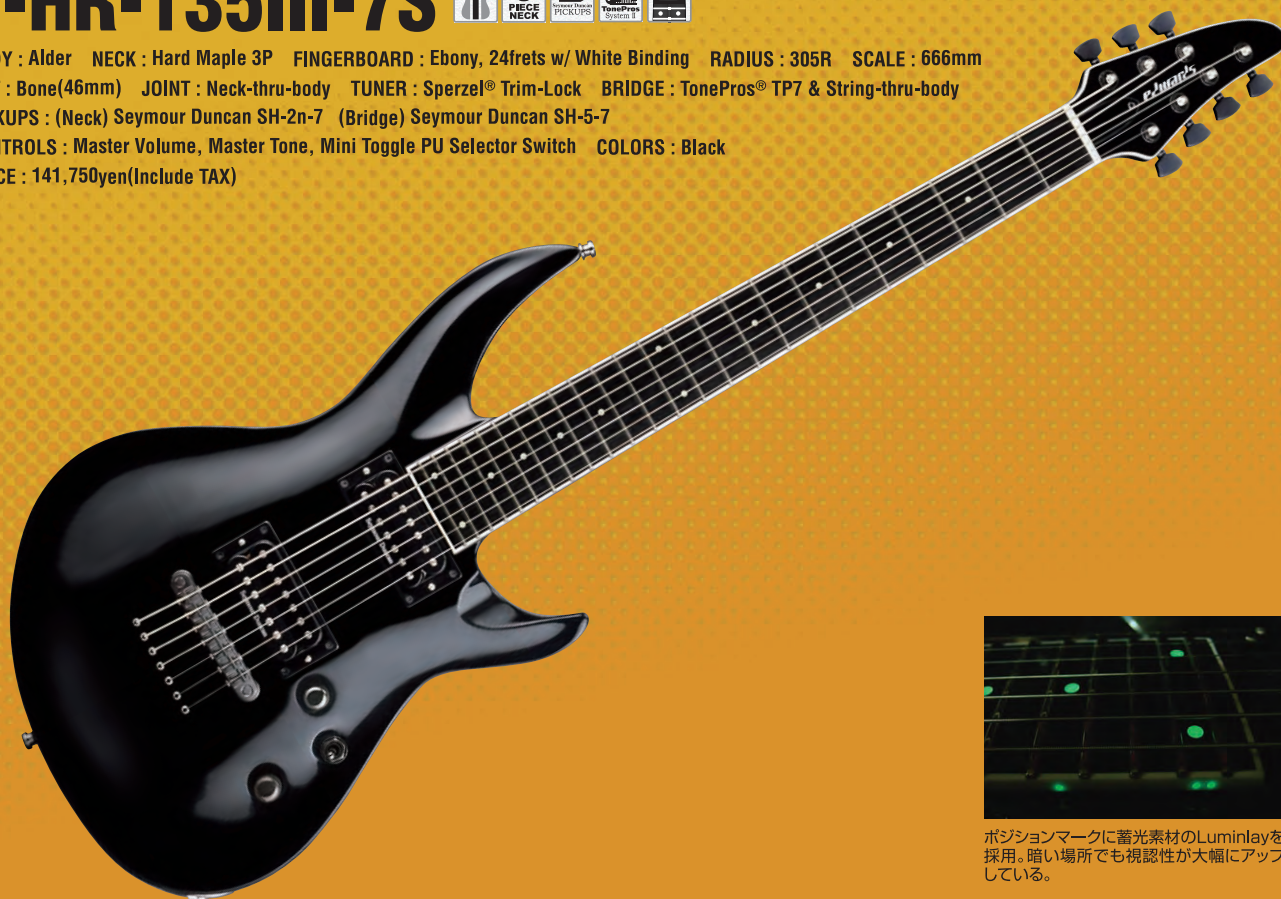 -HR-135III-7S
PIECE NECK Seymour Duncan PICKUPS TonePros System II
DY : Alder NECK : Hard Maple 3P FINGERBOARD : Ebony, 24frets w/ White Binding RADIUS : 305R SCALE : 666mm
: Bone(46mm) JOINT : Neck-thru-body TUNER : Sperzel® Trim-Lock BRIDGE : TonePros® TP7 & String-thru-body
KUPS : (Neck) Seymour Duncan SH-2n-7 (Bridge) Seymour Duncan SH-5-7
TROLS : Master Volume, Master Tone, Mini Toggle PU Selector Switch COLORS : Black
CE : 141,750yen(Include TAX)
Edwards
ポジションマークに蓄光素材のLuminlayを
採用。暗い場所でも視認性が大幅にアップ
している。